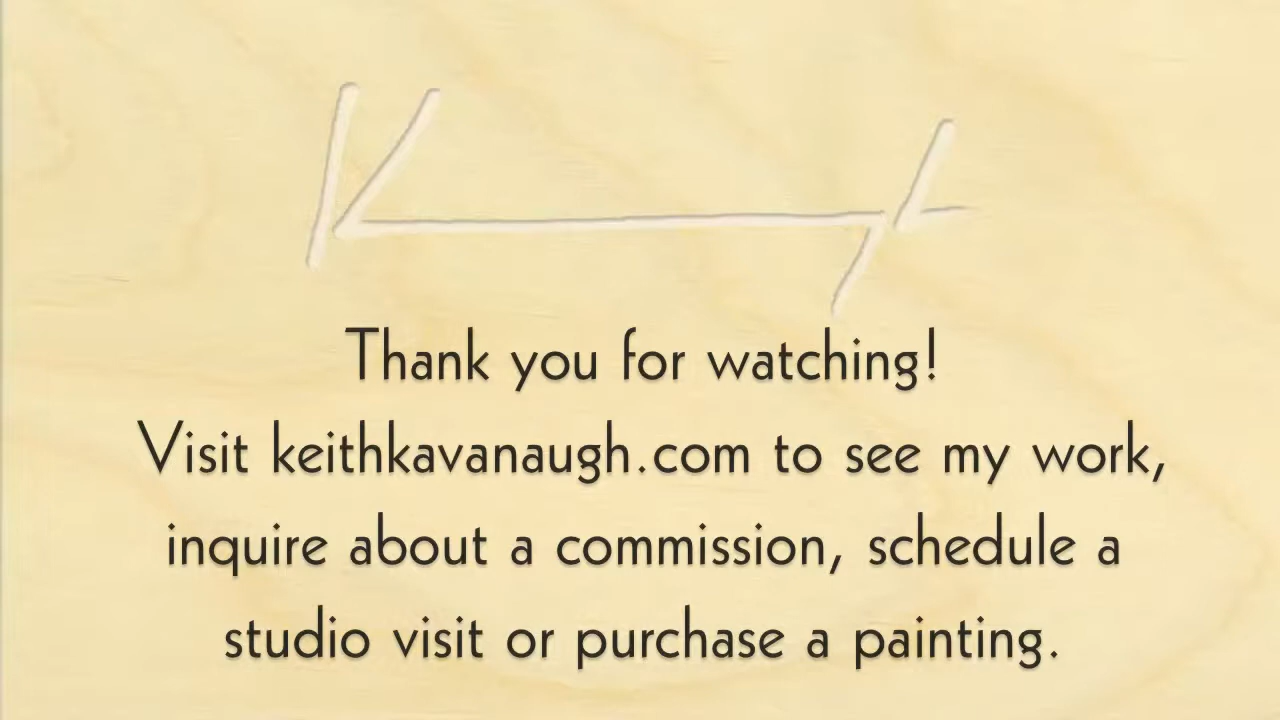 Thank you for watching!
Visit keithkavanaugh.com to see my work,
inquire about a commission, schedule a
studio visit or purchase a painting.